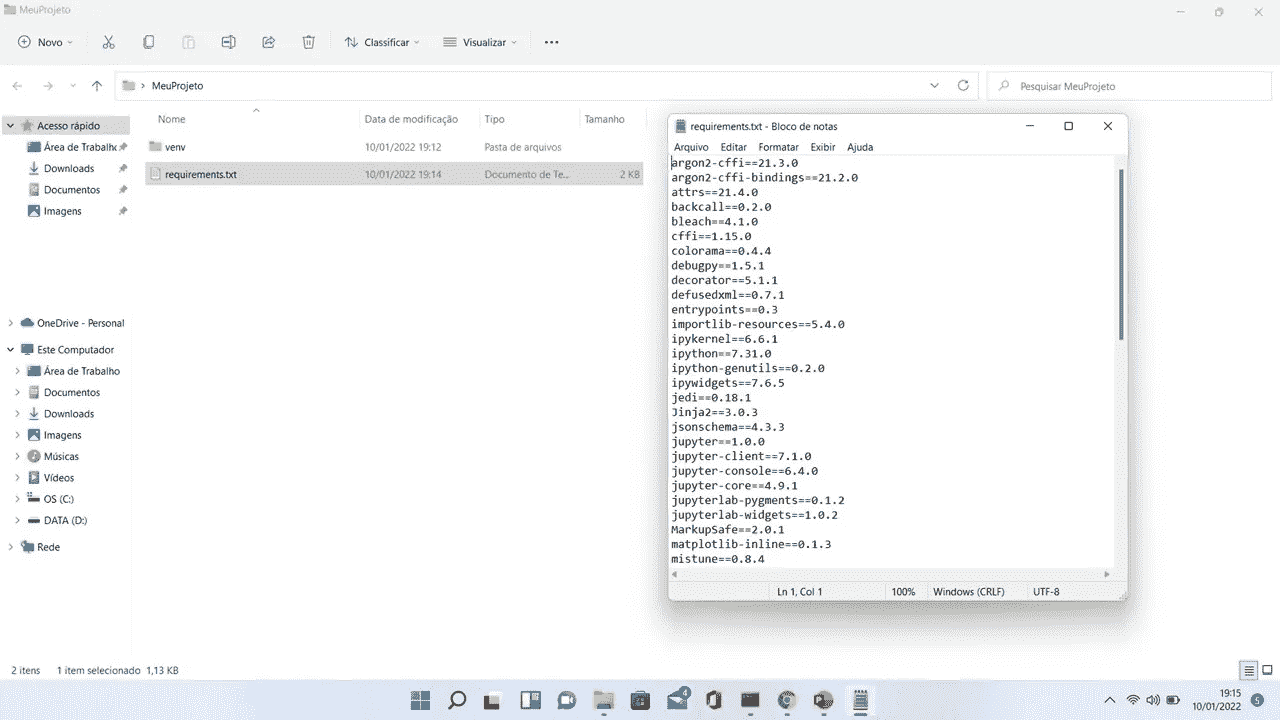 MeuProjeto
Novo
Classificar
Visualizar
MeuProjeto
Pesquisar MeuProjeto
Acesso rápido
Área de Trabalho
Downloads
Documentos
Imagens
OneDrive - Personal
Este Computador
Área de Trabalho
Documentos
Downloads
Imagens
Músicas
Vídeos
OS (C:)
DATA (D:)
Rede
Nome Data de modificação Tipo Tamanho
venv 10/01/2022 19:12 Pasta de arquivos
requirements.txt 10/01/2022 19:14 Documento de Te... 2 KB
requirements.txt - Bloco de notas
Arquivo Editar Formatar Exibir Ajuda
argon2-cffi==21.3.0
argon2-cffi-bindings==21.2.0
attrs==21.4.0
backcall==0.2.0
bleach==4.1.0
cffi==1.15.0
colorama==0.4.4
debugpy==1.5.1
decorator==5.1.1
defusedxml==0.7.1
entrypoints==0.3
importlib-resources==5.4.0
ipykernel==6.6.1
ipython==7.31.0
ipython-genutils==0.2.0
ipywidgets==7.6.5
jedi==0.18.1
Jinja2==3.0.3
jsonschema==4.3.3
jupyter==1.0.0
jupyter-client==7.1.0
jupyter-console==6.4.0
jupyter-core==4.9.1
jupyterlab-pygments==0.1.2
jupyterlab-widgets==1.0.2
MarkupSafe==2.0.1
matplotlib-inline==0.1.3
mistune==0.8.4
Ln 1, Col 1 100% Windows (CRLF) UTF-8
2 itens 1 item selecionado 1,13 KB
4
19:15
10/01/2022
5